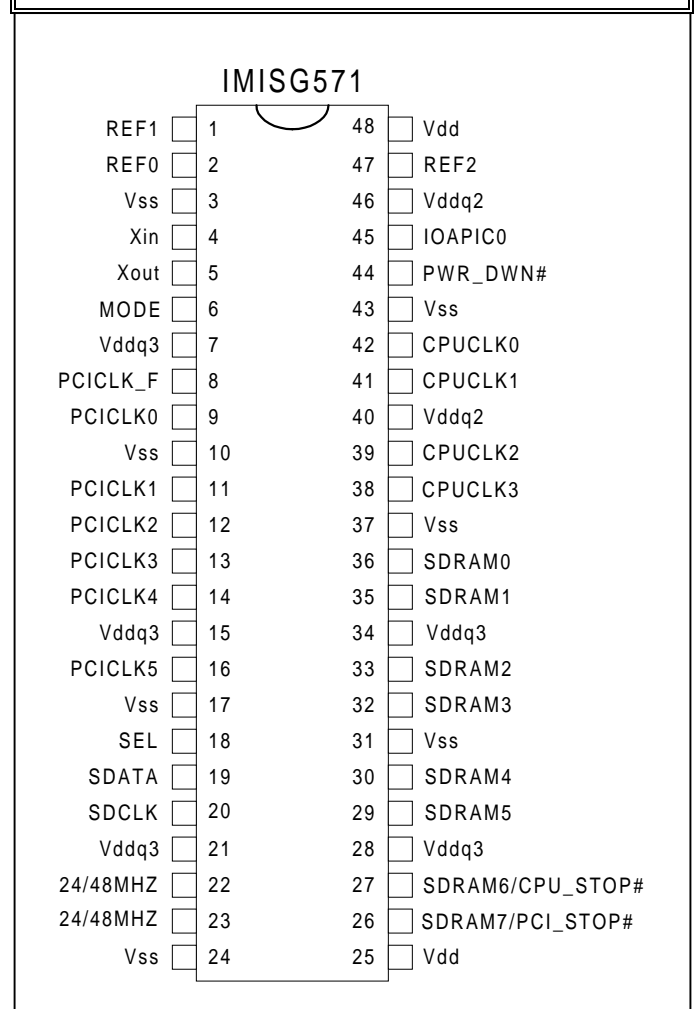 IMISG571
REF1 1 48 Vdd
REF0 2 47 REF2
Vss 3 46 Vddq2
Xin 4 45 IOAPIC0
Xout 5 44 PWR_DWN#
MODE 6 43 Vss
Vddq3 7 42 CPUCLK0
PCICLK_F 8 41 CPUCLK1
PCICLK0 9 40 Vddq2
Vss 10 39 CPUCLK2
PCICLK1 11 38 CPUCLK3
PCICLK2 12 37 Vss
PCICLK3 13 36 SDRAM0
PCICLK4 14 35 SDRAM1
Vddq3 15 34 Vddq3
PCICLK5 16 33 SDRAM2
Vss 17 32 SDRAM3
SEL 18 31 Vss
SDATA 19 30 SDRAM4
SDCLK 20 29 SDRAM5
Vddq3 21 28 Vddq3
24/48MHZ 22 27 SDRAM6/CPU_STOP#
24/48MHZ 23 26 SDRAM7/PCI_STOP#
Vss 24 25 Vdd